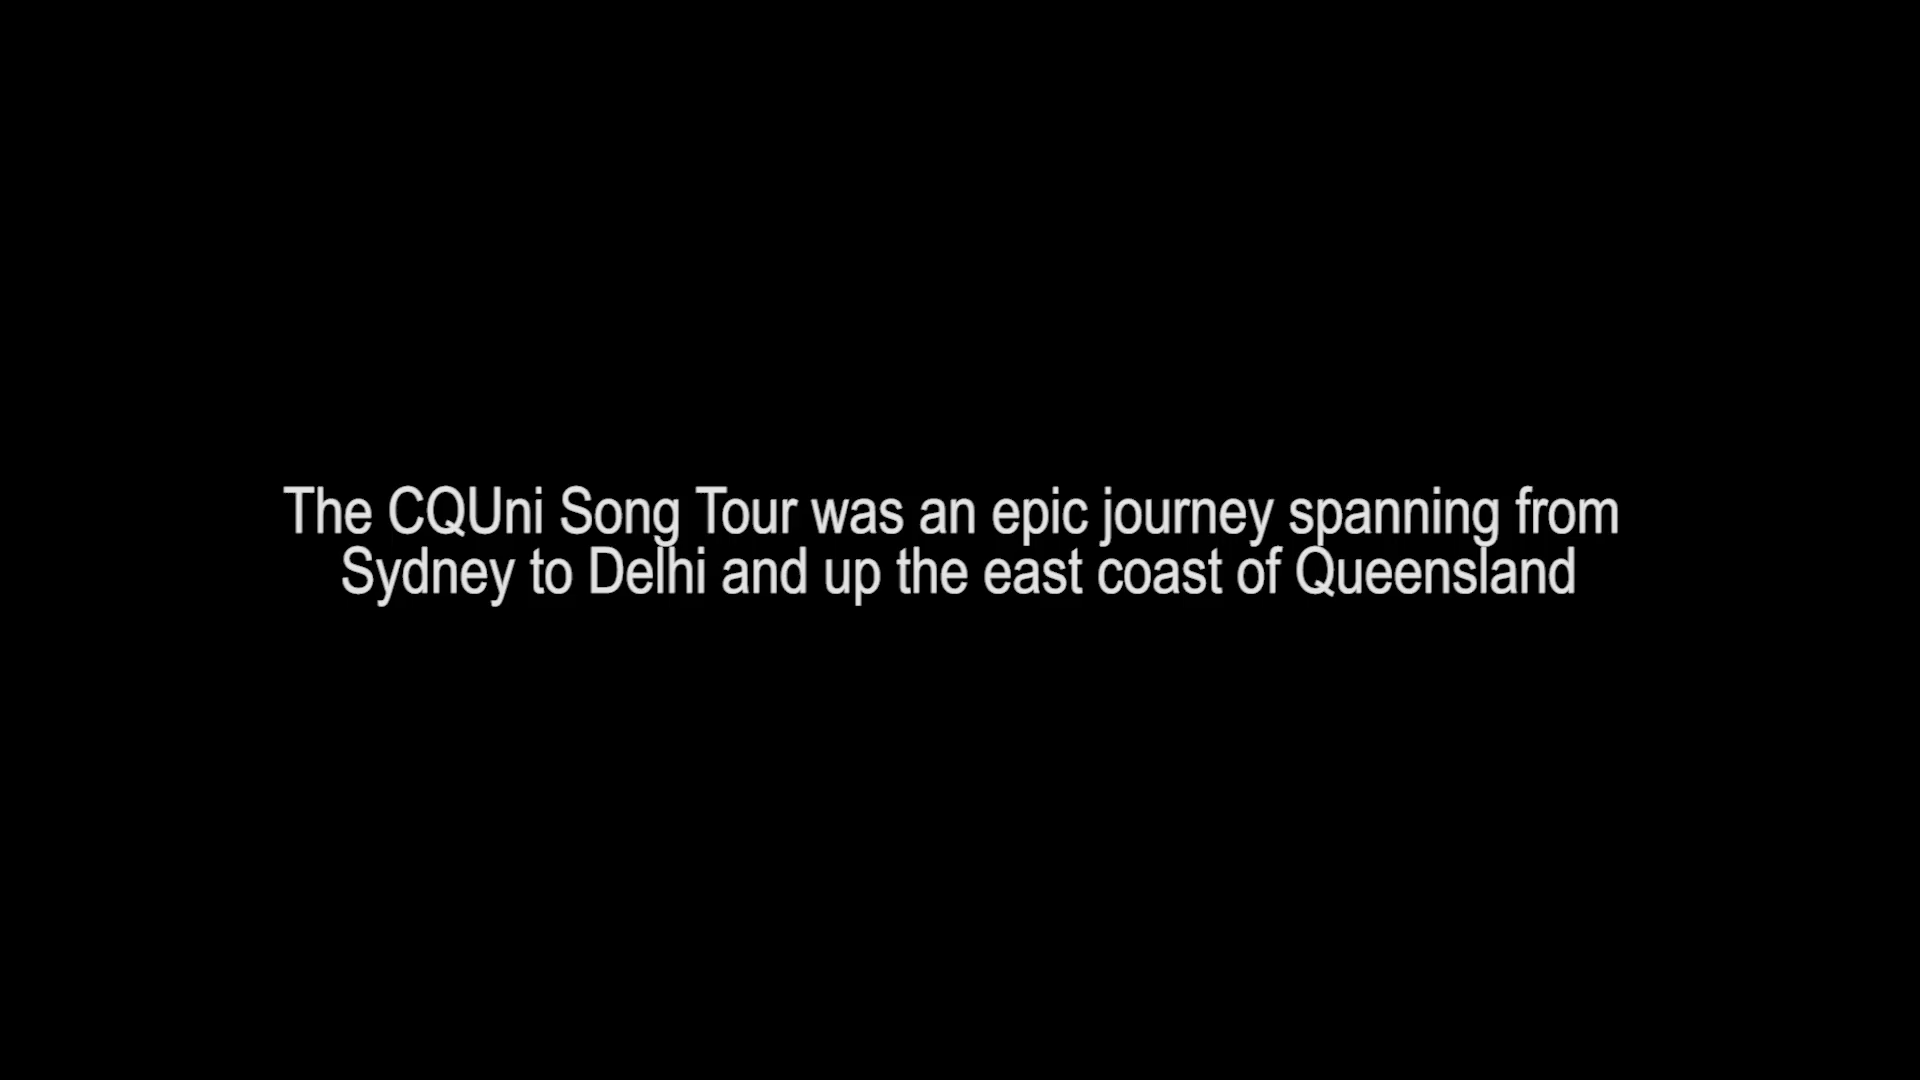 The CQUni Song Tour was an epic journey spanning from
Sydney to Delhi and up the east coast of Queensland